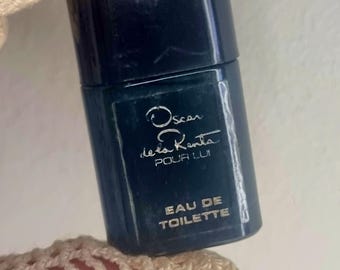 Oscar
de la Renta
POUR LUI
EAU DE
TOILETTE